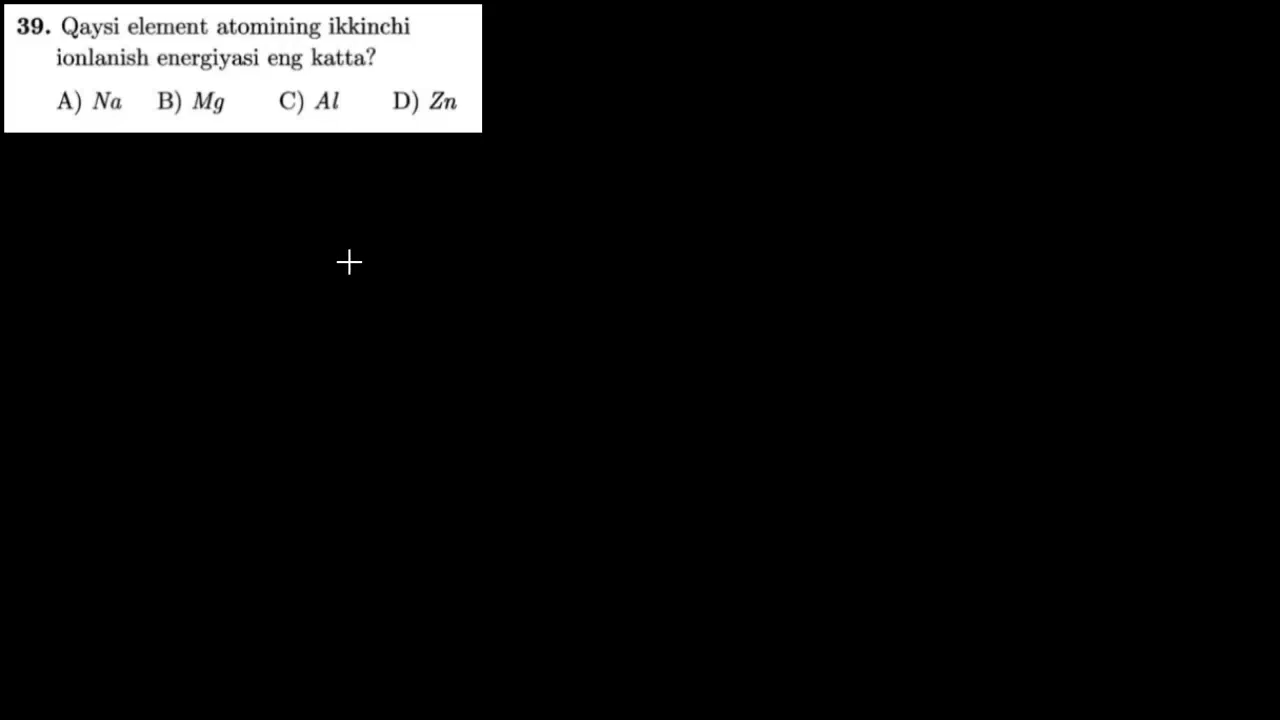 39. Qaysi element atomining ikkinchi
ionlanish energiyasi eng katta?
A) Na B) Mg C) Al D) Zn